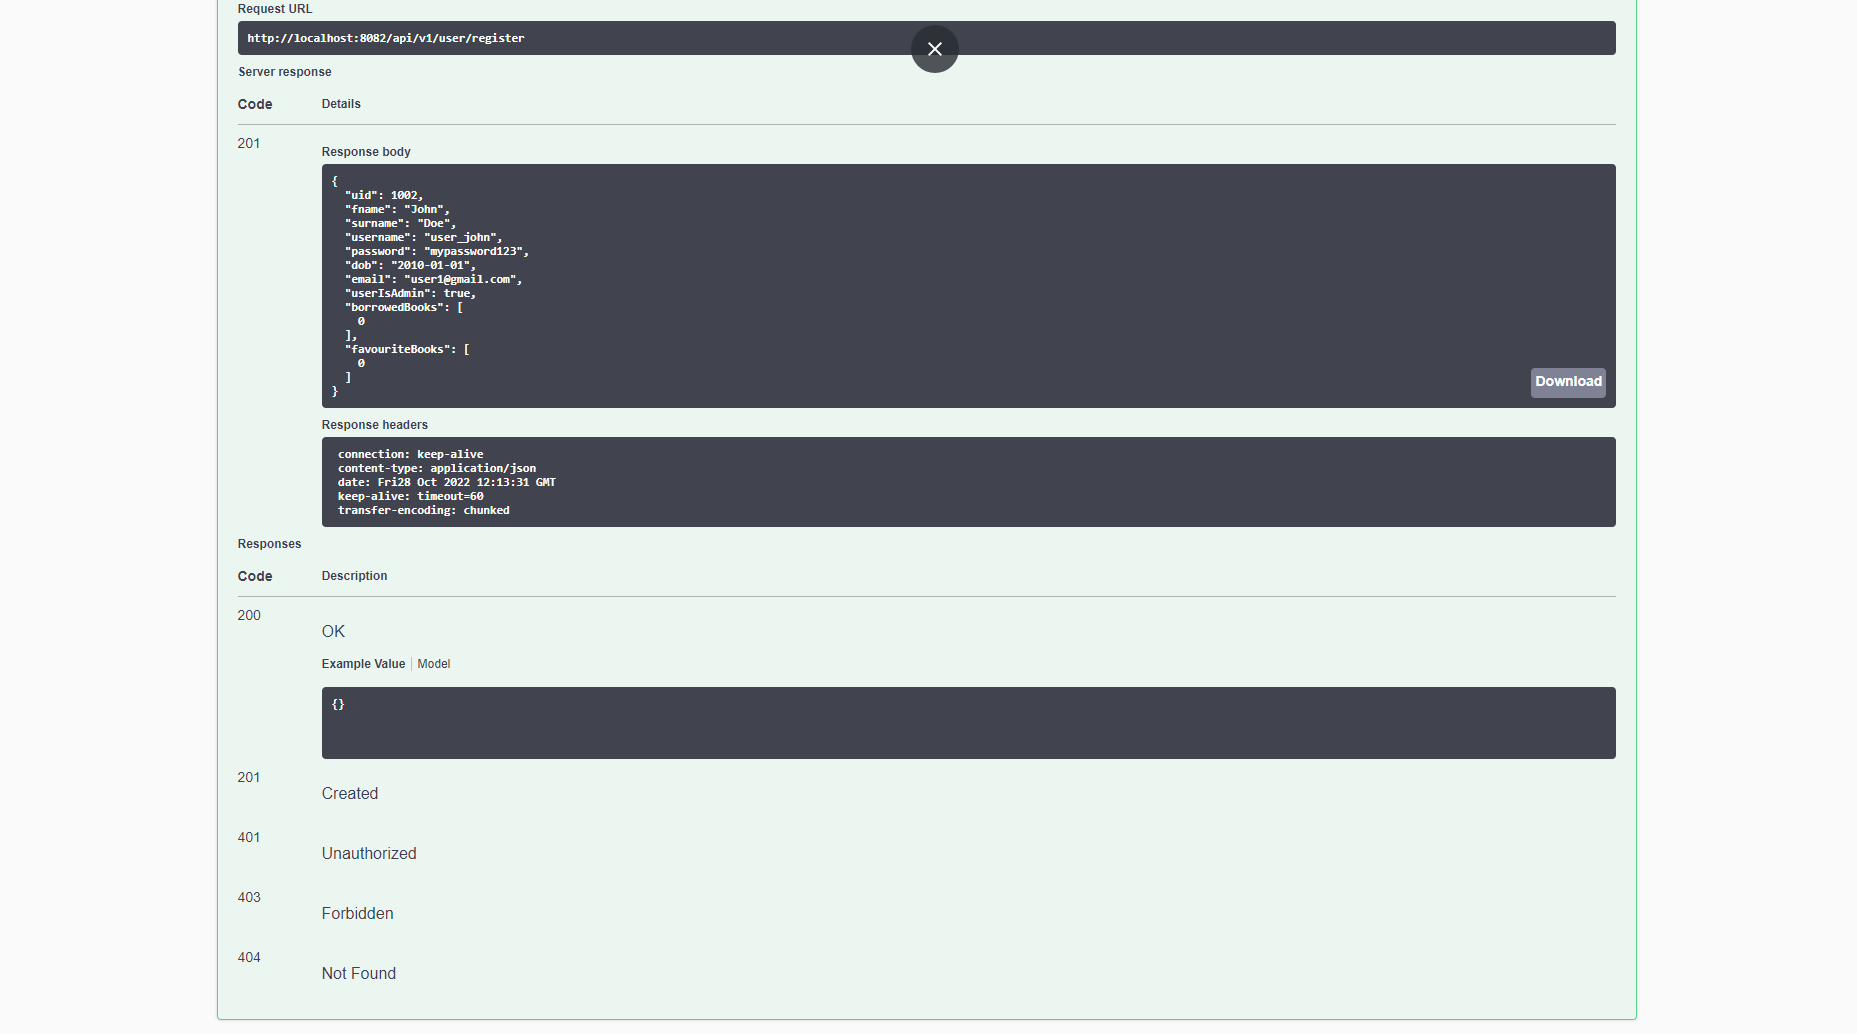 Request URL
http://localhost:8082/api/v1/user/register
Server response
Code Details
201
Response body
{
  "uid": 1002,
  "fname": "John",
  "surname": "Doe",
  "username": "user_john",
  "password": "mypassword123",
  "dob": "2010-01-01",
  "email": "user1@gmail.com",
  "userIsAdmin": true,
  "borrowedBooks": [
    0
  ],
  "favouriteBooks": [
    0
  ]
}
Download
Response headers
connection: keep-alive
content-type: application/json
date: Fri28 Oct 2022 12:13:31 GMT
keep-alive: timeout=60
transfer-encoding: chunked
Responses
Code Description
200
OK
Example Value Model
{}
201
Created
401
Unauthorized
403
Forbidden
404
Not Found